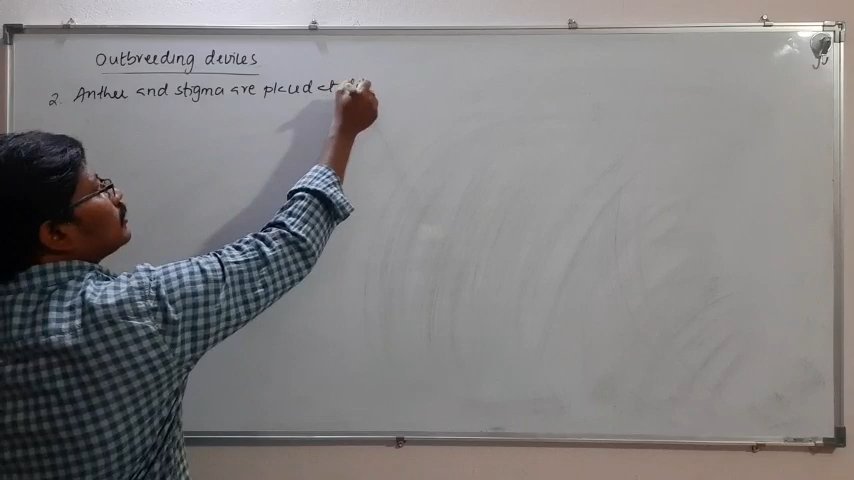 Outbreeding devices
2. Anther and stigma are placed at